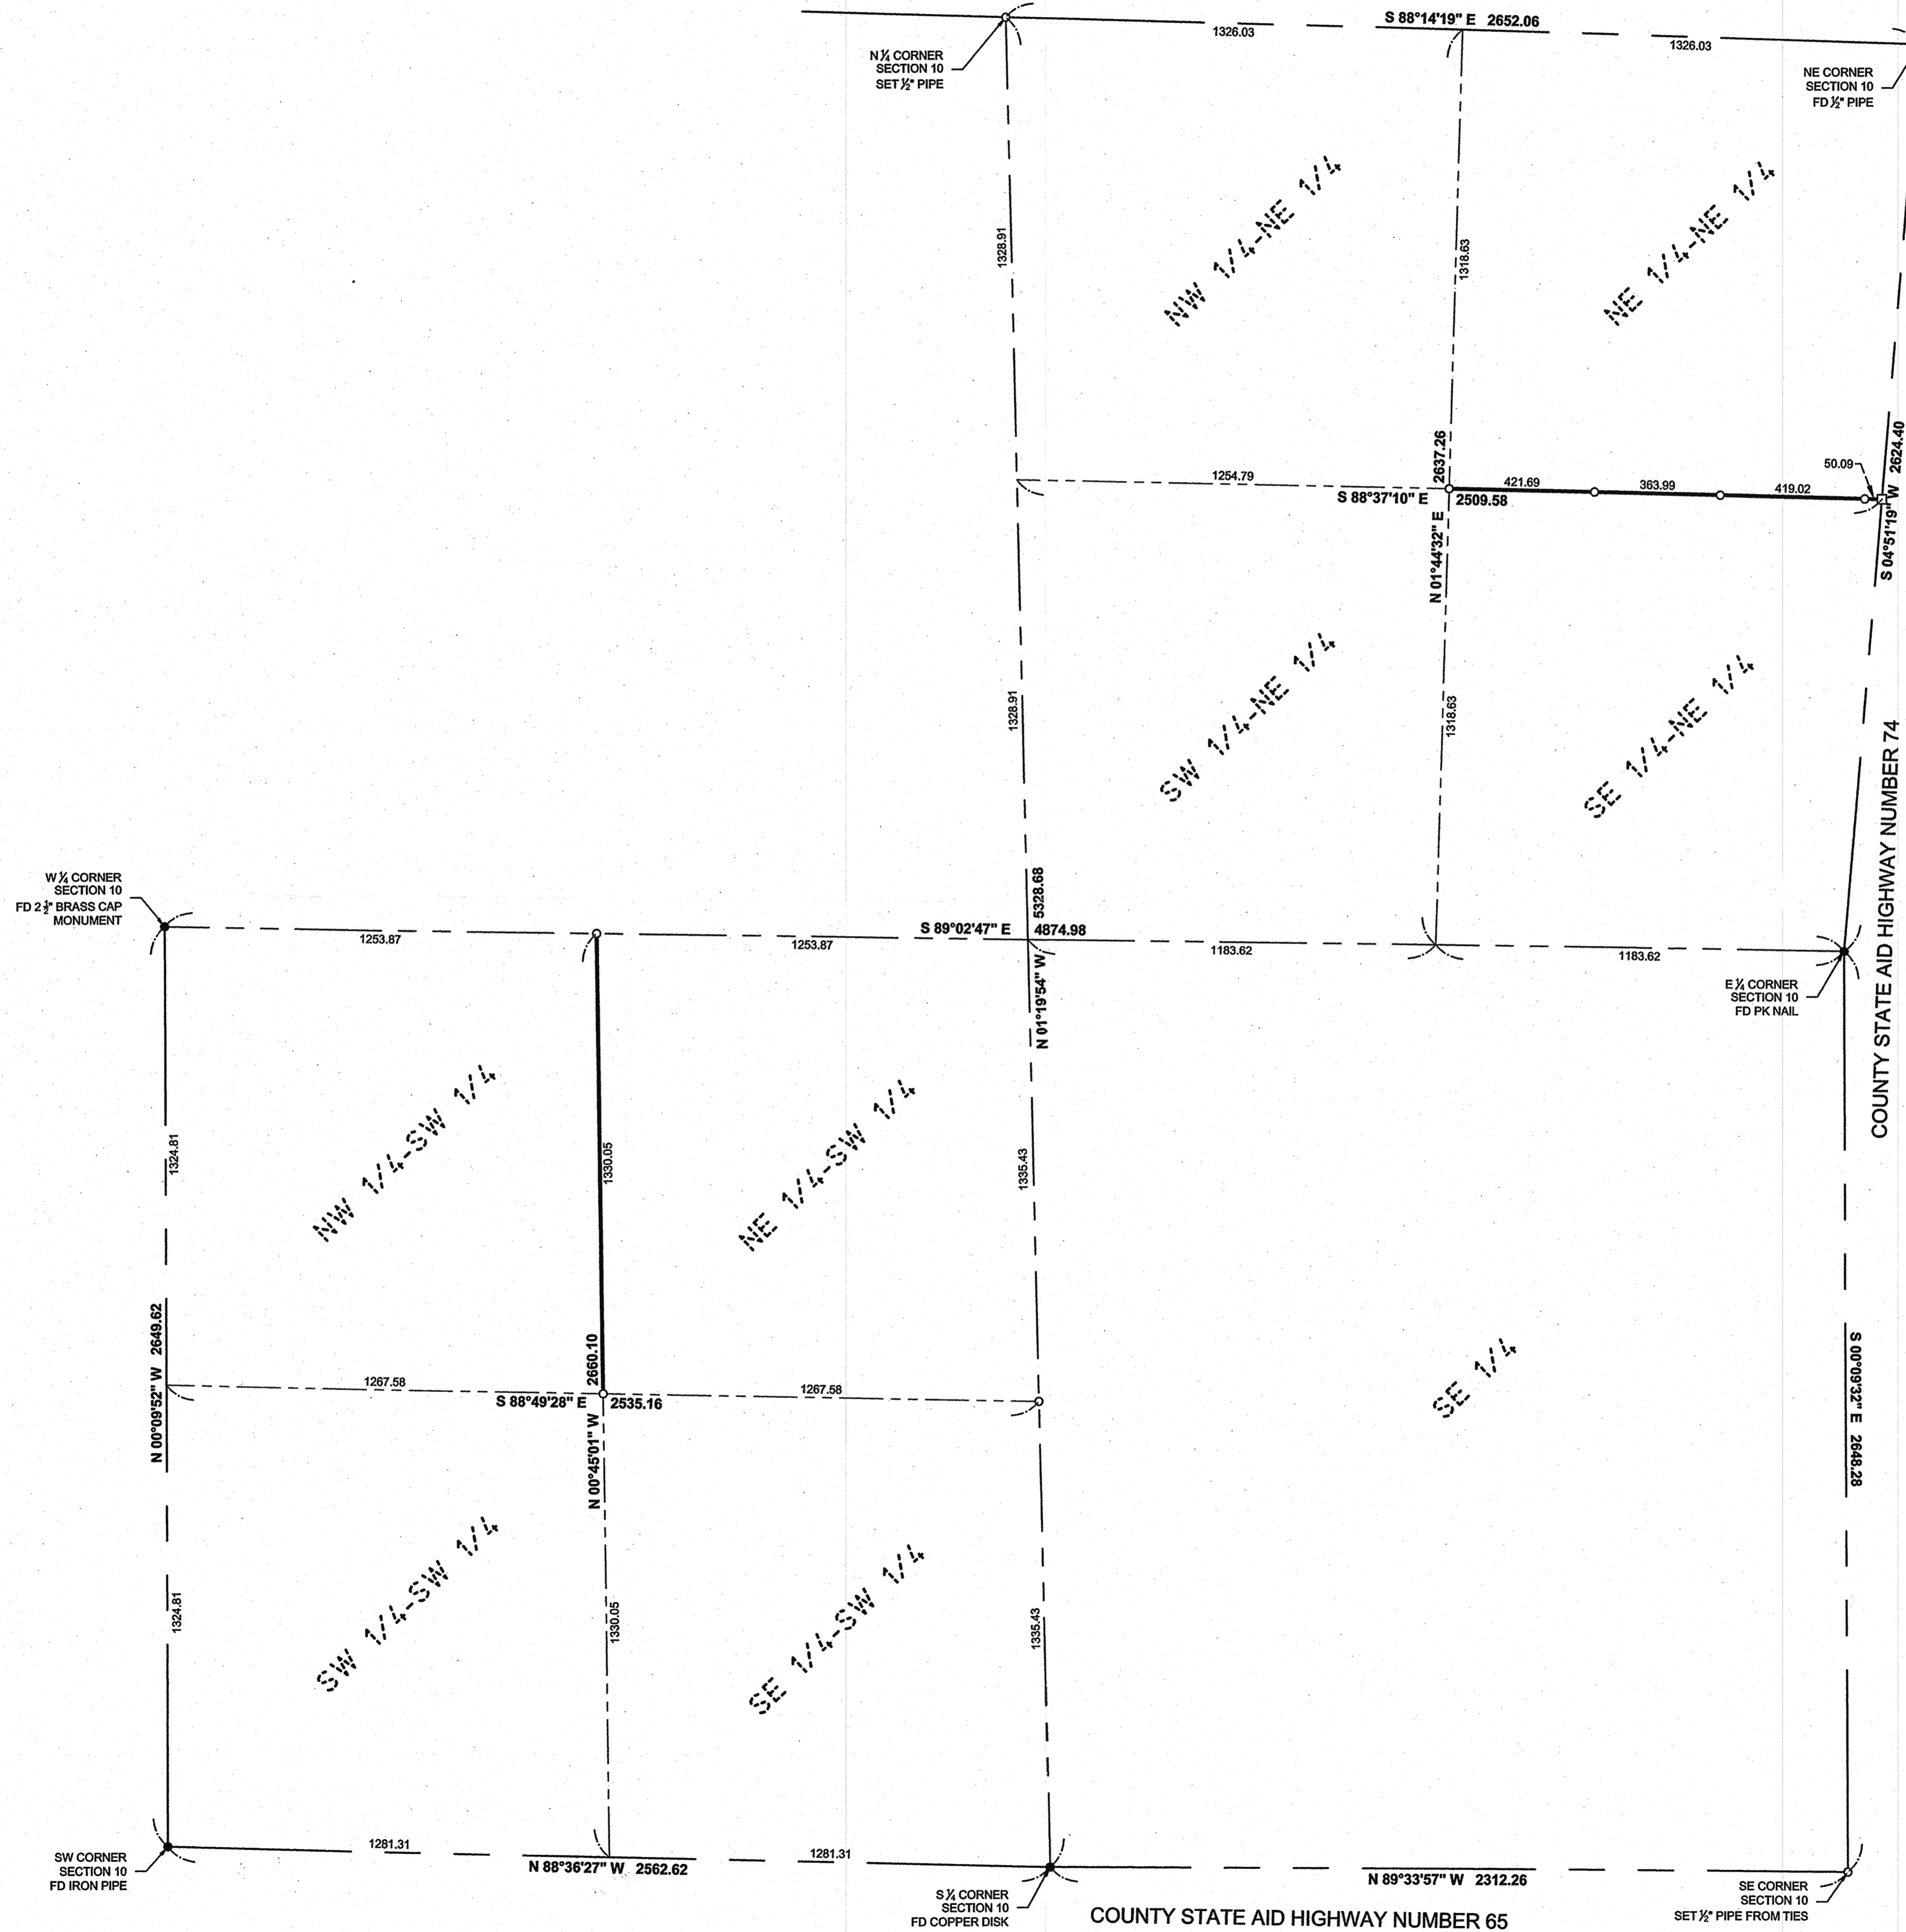 S 88°14'19" E 2652.06
1326.03
1326.03
N ¼ CORNER
SECTION 10
SET ½" PIPE
NE CORNER
SECTION 10
FD ½" PIPE
NW 1/4-NE 1/4
NE 1/4-NE 1/4
1328.91
1318.63
2637.26
S 04°51'19" W 2624.40
50.09
1254.79
S 88°37'10" E 2509.58
421.69
363.99
419.02
N 01°44'32" E
SW 1/4-NE 1/4
SE 1/4-NE 1/4
1328.91
1318.63
COUNTY STATE AID HIGHWAY NUMBER 74
W ¼ CORNER
SECTION 10
FD 2 ½" BRASS CAP
MONUMENT
5328.68
1253.87
1253.87
S 89°02'47" E 4874.98
1183.62
1183.62
N 01°19'54" W
E ¼ CORNER
SECTION 10
FD PK NAIL
NW 1/4-SW 1/4
NE 1/4-SW 1/4
1324.81
1330.05
1335.43
N 00°09'52" W 2649.62
2660.10
1267.58
1267.58
S 88°49'28" E 2535.16
N 00°45'01" W
SE 1/4
S 00°09'32" E 2648.28
SW 1/4-SW 1/4
SE 1/4-SW 1/4
1324.81
1330.05
1335.43
SW CORNER
SECTION 10
FD IRON PIPE
1281.31
N 88°36'27" W 2562.62
1281.31
S ¼ CORNER
SECTION 10
FD COPPER DISK
N 89°33'57" W 2312.26
SE CORNER
SECTION 10
SET ½" PIPE FROM TIES
COUNTY STATE AID HIGHWAY NUMBER 65